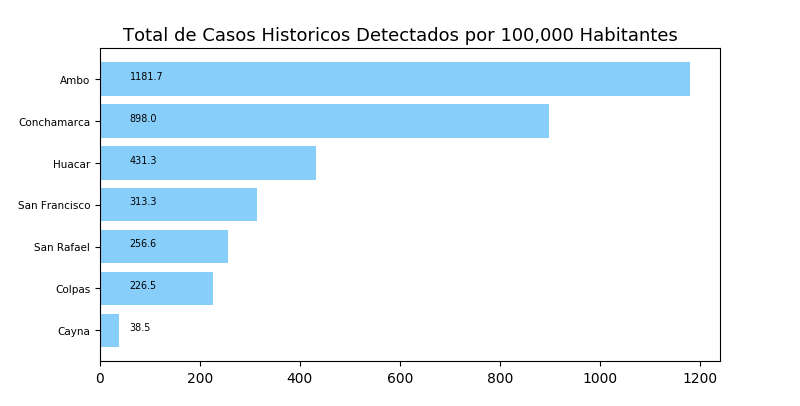 Total de Casos Historicos Detectados por 100,000 Habitantes
Ambo 1181.7
Conchamarca 898.0
Huacar 431.3
San Francisco 313.3
San Rafael 256.6
Colpas 226.5
Cayna 38.5
0 200 400 600 800 1000 1200